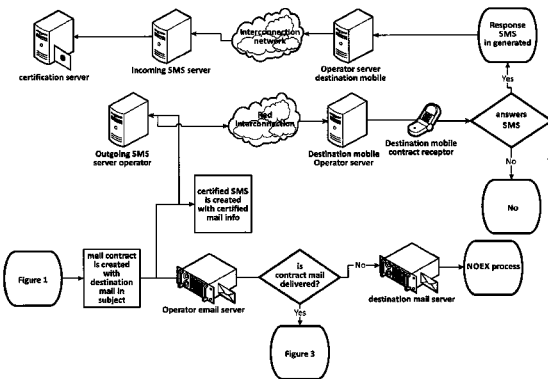 Response
SMS
in generated
Interconnection
network
certification server
Incoming SMS server
Operator server
destination mobile
Yes
answers
SMS
Red
interconnection
Outgoing SMS
server operator
Destination mobile
Operator server
Destination mobile
contract receptor
No
No
certified SMS
is created
with certified
mail info
Figure 1
mail contract
is created
with
destination
mail in
subject
Operator email server
is
contract mail
delivered?
No
destination mail server
NOEX process
Yes
Figure 3